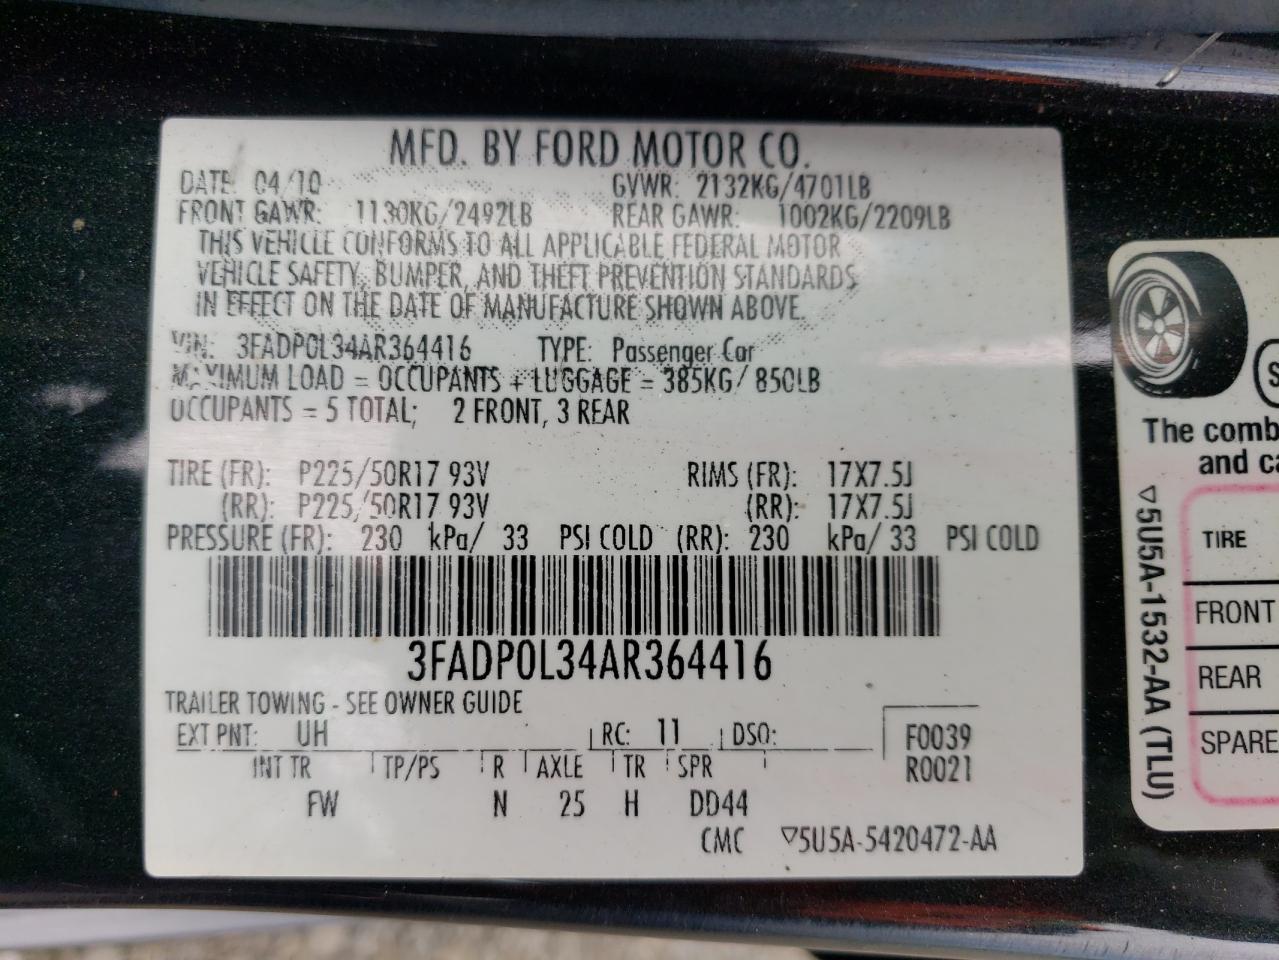 MFD. BY FORD MOTOR CO.
DATE: 04/10 GVWR: 2132KG/4701LB
FRONT GAWR: 1130KG/2492LB REAR GAWR: 1002KG/2209LB
THIS VEHICLE CONFORMS TO ALL APPLICABLE FEDERAL MOTOR
VEHICLE SAFETY, BUMPER, AND THEFT PREVENTION STANDARDS
IN EFFECT ON THE DATE OF MANUFACTURE SHOWN ABOVE.
VIN: 3FADP0L34AR364416 TYPE: Passenger Car
MAXIMUM LOAD = OCCUPANTS + LUGGAGE = 385KG/ 850LB
OCCUPANTS = 5 TOTAL; 2 FRONT, 3 REAR
TIRE (FR): P225/50R17 93V RIMS (FR): 17X7.5J
(RR): P225/50R17 93V (RR): 17X7.5J
PRESSURE (FR): 230 kPa/ 33 PSI COLD (RR): 230 kPa/ 33 PSI COLD
3FADP0L34AR364416
TRAILER TOWING - SEE OWNER GUIDE
EXT PNT: UH RC: 11 DSO: F0039
INT TR TP/PS R AXLE TR SPR R0021
FW N 25 H DD44
CMC ▽5U5A-5420472-AA
S
The comb
and ca
▽5U5A-1532-AA (TLU)
TIRE
FRONT
REAR
SPARE